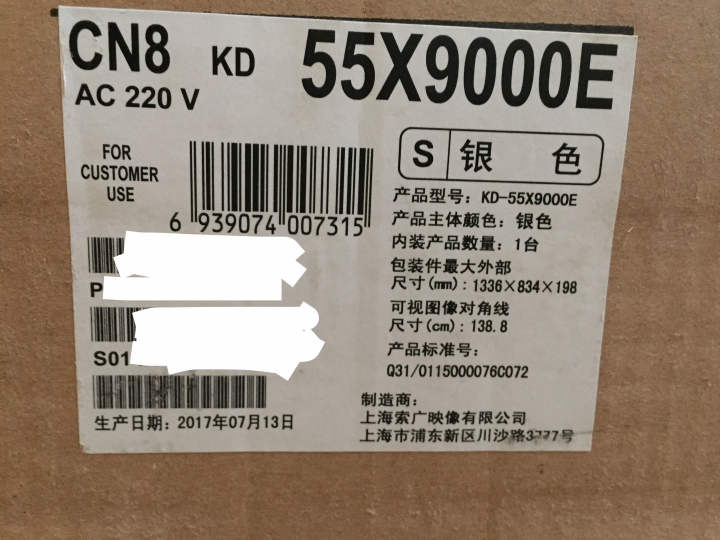 CN8 KD 55X9000E
AC 220 V
FOR
CUSTOMER
USE
6 939074 007315
S 银 色
产品型号: KD-55X9000E
产品主体颜色: 银色
内装产品数量: 1台
包装件最大外部
尺寸(mm): 1336×834×198
可视图像对角线
尺寸(cm): 138.8
产品标准号:
Q31/0115000076C072
P
S01
生产日期: 2017年07月13日
制造商:
上海索广映像有限公司
上海市浦东新区川沙路3777号